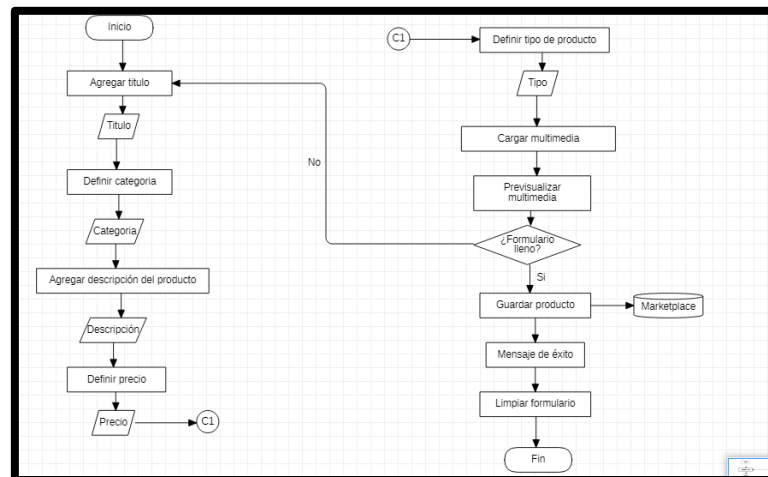 Inicio
Agregar titulo
Titulo
Definir categoria
Categoria
Agregar descripción del producto
Descripción
Definir precio
Precio
C1
C1
Definir tipo de producto
Tipo
Cargar multimedia
Previsualizar
multimedia
¿Formulario
lleno?
No
Si
Guardar producto
Marketplace
Mensaje de éxito
Limpiar formulario
Fin